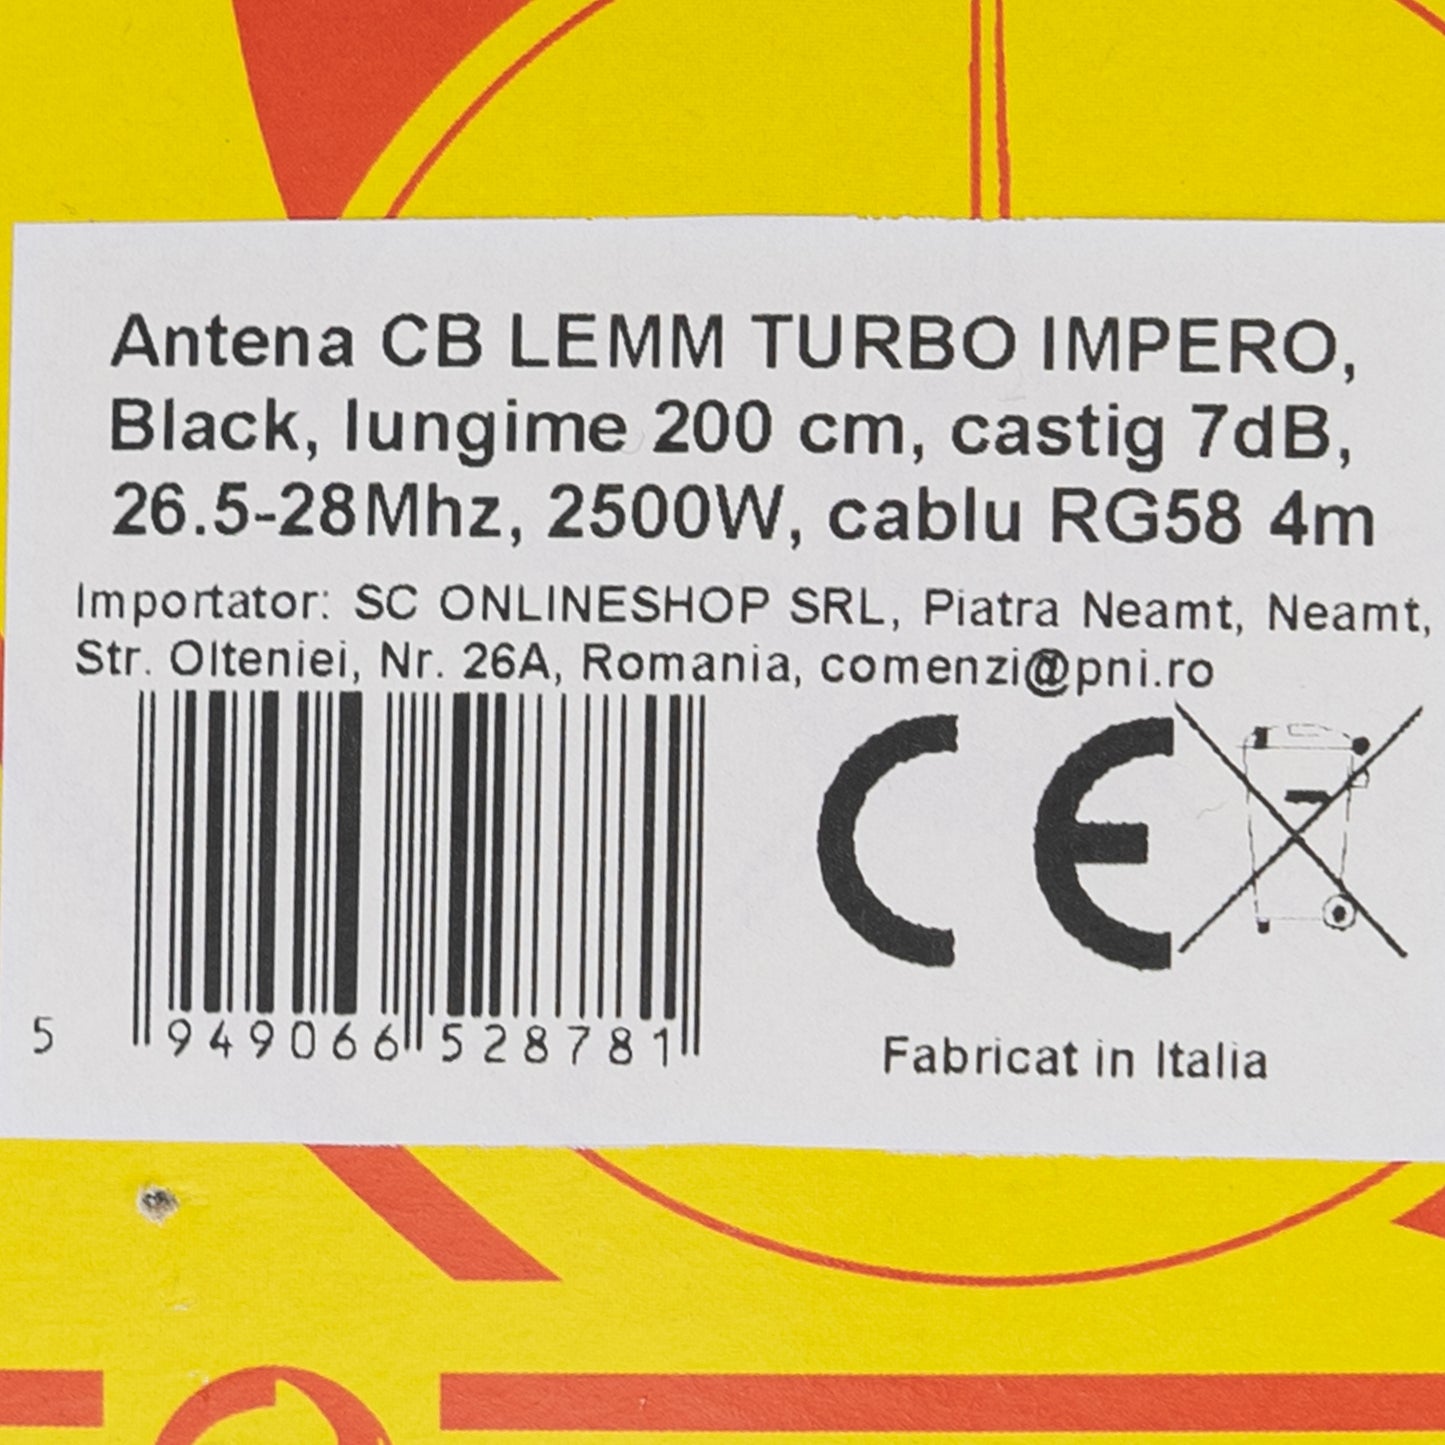 Antena CB LEMM TURBO IMPERO,
Black, lungime 200 cm, castig 7dB,
26.5-28Mhz, 2500W, cablu RG58 4m
Importator: SC ONLINESHOP SRL, Piatra Neamt, Neamt,
Str. Olteniei, Nr. 26A, Romania, comenzi@pni.ro
CE
5 949066 528781
Fabricat in Italia